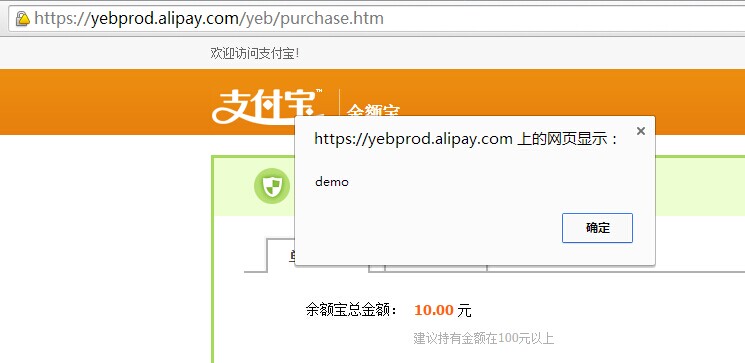 https://yebprod.alipay.com/yeb/purchase.htm
欢迎访问支付宝！
支付宝™
余额宝
https://yebprod.alipay.com 上的网页显示：
demo
确定
余额宝总金额： 10.00 元
建议持有金额在100元以上